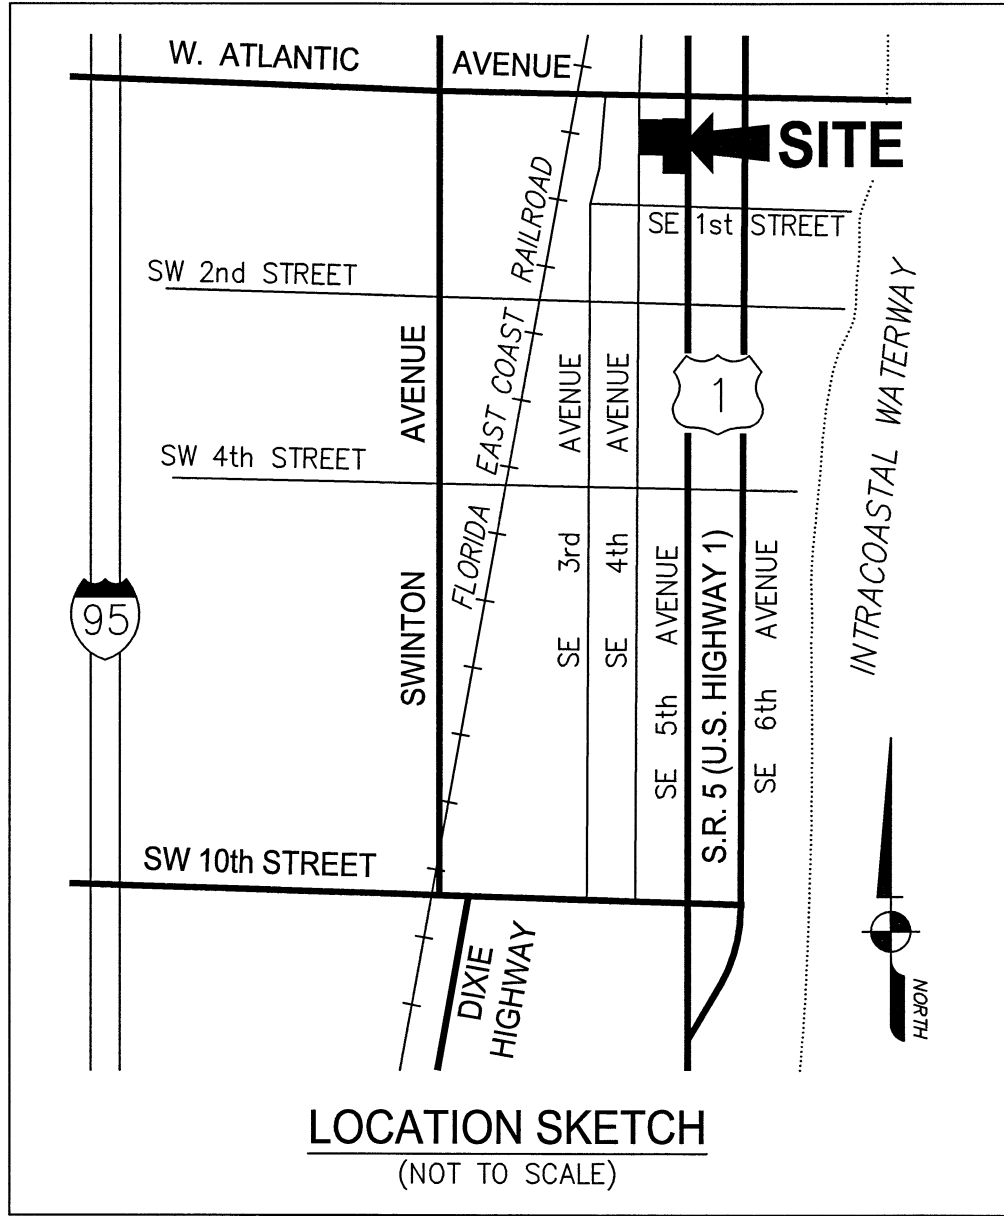 W. ATLANTIC AVENUE
SITE
SE 1st STREET
SW 2nd STREET
FLORIDA EAST COAST RAILROAD
SWINTON AVENUE
SE 3rd AVENUE
SE 4th AVENUE
1
INTRACOASTAL WATERWAY
SW 4th STREET
SE 5th AVENUE
S.R. 5 (U.S. HIGHWAY 1)
SE 6th AVENUE
95
SW 10th STREET
DIXIE
HIGHWAY
NORTH
LOCATION SKETCH
(NOT TO SCALE)